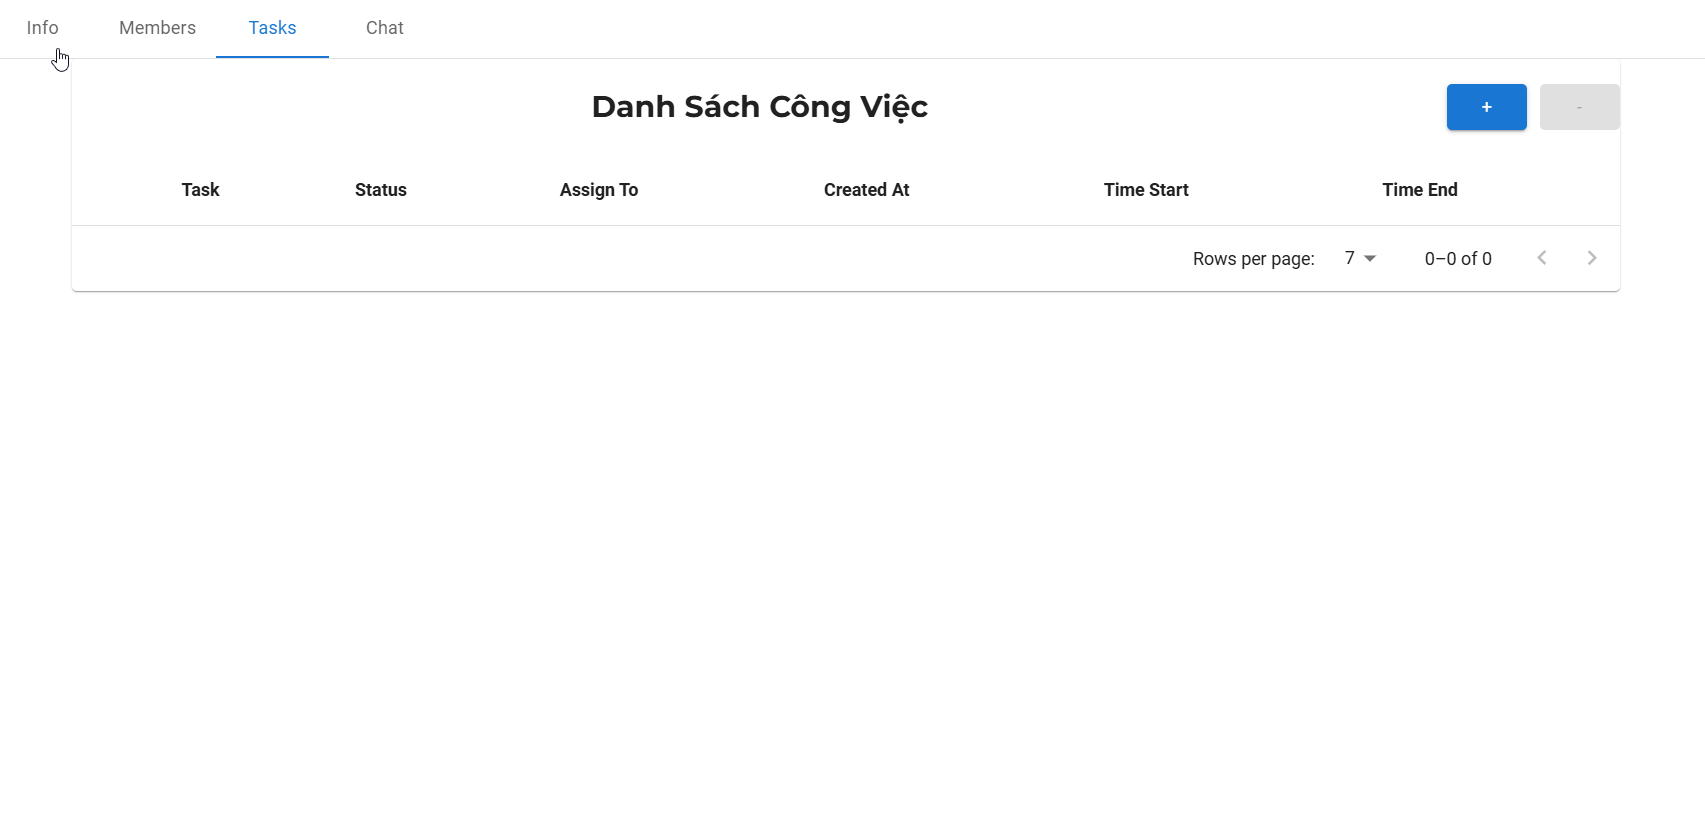 Info Members Tasks Chat
Danh Sách Công Việc + -
Task Status Assign To Created At Time Start Time End
Rows per page: 7 0–0 of 0